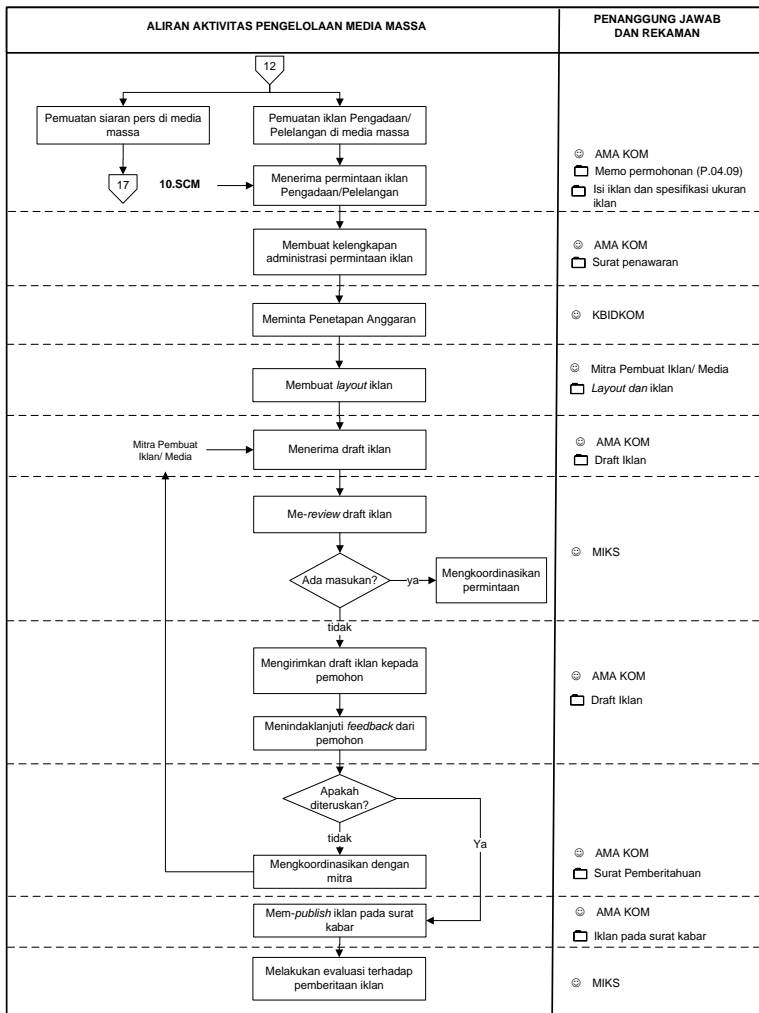 ALIRAN AKTIVITAS PENGELOLAAN MEDIA MASSA
PENANGGUNG JAWAB
DAN REKAMAN
12
Pemuatan siaran pers di media
massa
Pemuatan iklan Pengadaan/
Pelelangan di media massa
17
10.SCM
Menerima permintaan iklan
Pengadaan/Pelelangan
AMA KOM
Memo permohonan (P.04.09)
Isi iklan dan spesifikasi ukuran
iklan
Membuat kelengkapan
administrasi permintaan iklan
AMA KOM
Surat penawaran
Meminta Penetapan Anggaran
KBIDKOM
Membuat layout iklan
Mitra Pembuat Iklan/ Media
Layout dan iklan
Mitra Pembuat
Iklan/ Media
Menerima draft iklan
AMA KOM
Draft Iklan
Me-review draft iklan
Ada masukan?
ya
Mengkoordinasikan
permintaan
MIKS
tidak
Mengirimkan draft iklan kepada
pemohon
AMA KOM
Draft Iklan
Menindaklanjuti feedback dari
pemohon
Apakah
diteruskan?
tidak
Ya
Mengkoordinasikan dengan
mitra
AMA KOM
Surat Pemberitahuan
Mem-publish iklan pada surat
kabar
AMA KOM
Iklan pada surat kabar
Melakukan evaluasi terhadap
pemberitaan iklan
MIKS